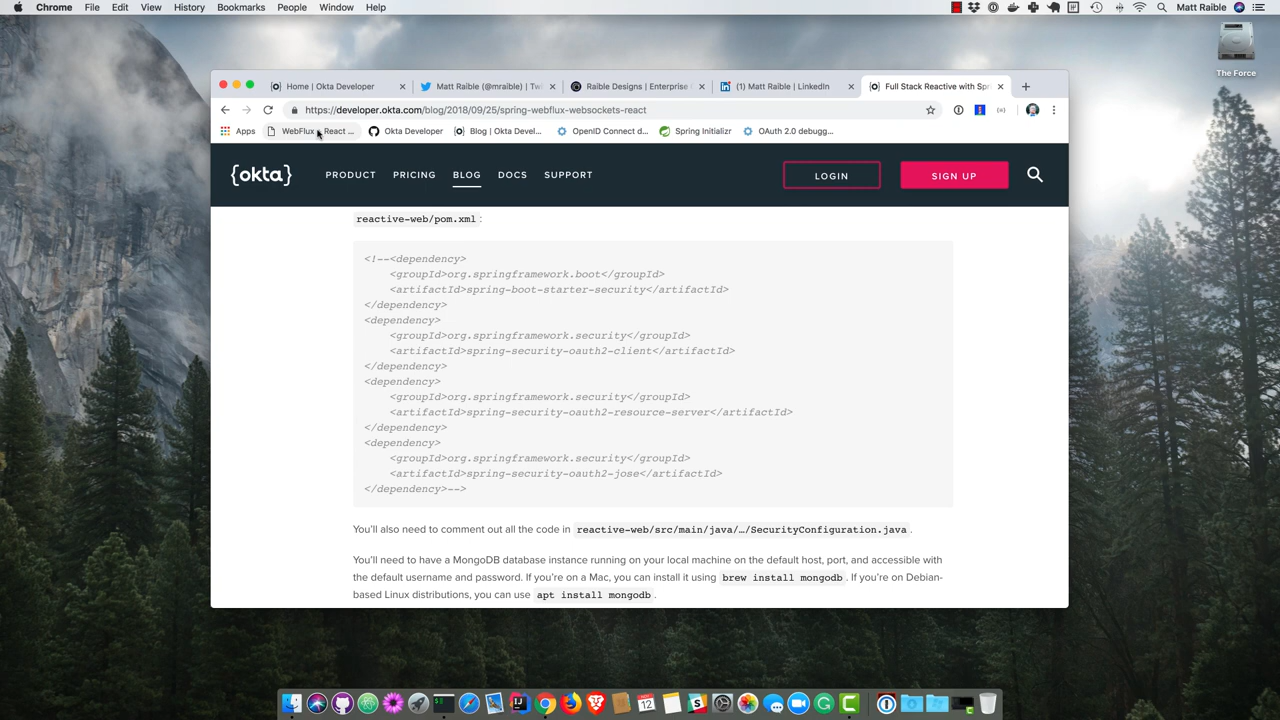 Chrome File Edit View History Bookmarks People Window Help Matt Raible
The Force
Home | Okta Developer
Matt Raible (@mraible) | Twi
Raible Designs | Enterprise
(1) Matt Raible | LinkedIn
Full Stack Reactive with Spr
https://developer.okta.com/blog/2018/09/25/spring-webflux-websockets-react
Apps WebFlux React ... Okta Developer Blog | Okta Devel... OpenID Connect d... Spring Initializr OAuth 2.0 debugg...
{okta} PRODUCT PRICING BLOG DOCS SUPPORT LOGIN SIGN UP
reactive-web/pom.xml:
<!--<dependency>
<groupId>org.springframework.boot</groupId>
<artifactId>spring-boot-starter-security</artifactId>
</dependency>
<dependency>
<groupId>org.springframework.security</groupId>
<artifactId>spring-security-oauth2-client</artifactId>
</dependency>
<dependency>
<groupId>org.springframework.security</groupId>
<artifactId>spring-security-oauth2-resource-server</artifactId>
</dependency>
<dependency>
<groupId>org.springframework.security</groupId>
<artifactId>spring-security-oauth2-jose</artifactId>
</dependency>-->
You’ll also need to comment out all the code in reactive-web/src/main/java/…/SecurityConfiguration.java.
You’ll need to have a MongoDB database instance running on your local machine on the default host, port, and accessible with
the default username and password. If you’re on a Mac, you can install it using brew install mongodb. If you’re on Debian-
based Linux distributions, you can use apt install mongodb.